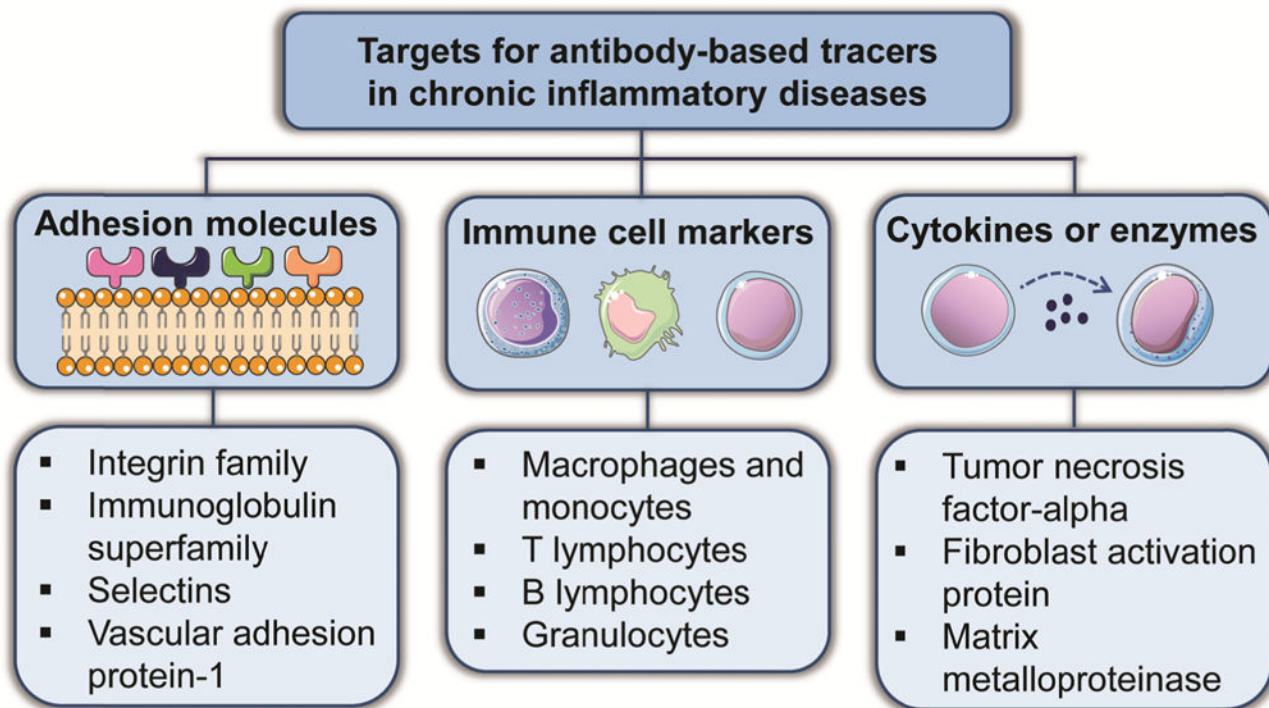 Targets for antibody-based tracers
in chronic inflammatory diseases
Adhesion molecules
▪ Integrin family
▪ Immunoglobulin
superfamily
▪ Selectins
▪ Vascular adhesion
protein-1
Immune cell markers
▪ Macrophages and
monocytes
▪ T lymphocytes
▪ B lymphocytes
▪ Granulocytes
Cytokines or enzymes
▪ Tumor necrosis
factor-alpha
▪ Fibroblast activation
protein
▪ Matrix
metalloproteinase